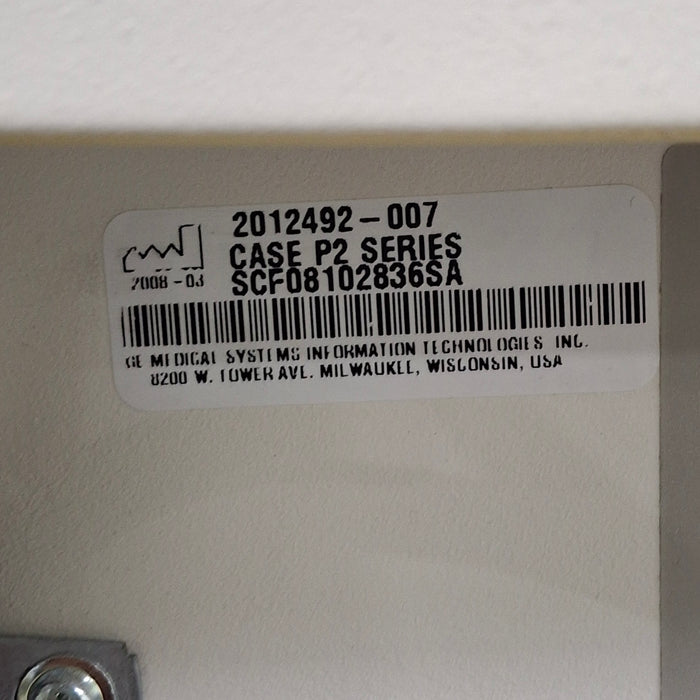 2012492-007
CASE P2 SERIES
2008-03
SCF08102836SA
GE MEDICAL SYSTEMS INFORMATION TECHNOLOGIES INC.
8200 W. TOWER AVE. MILWAUKEE, WISCONSIN, USA